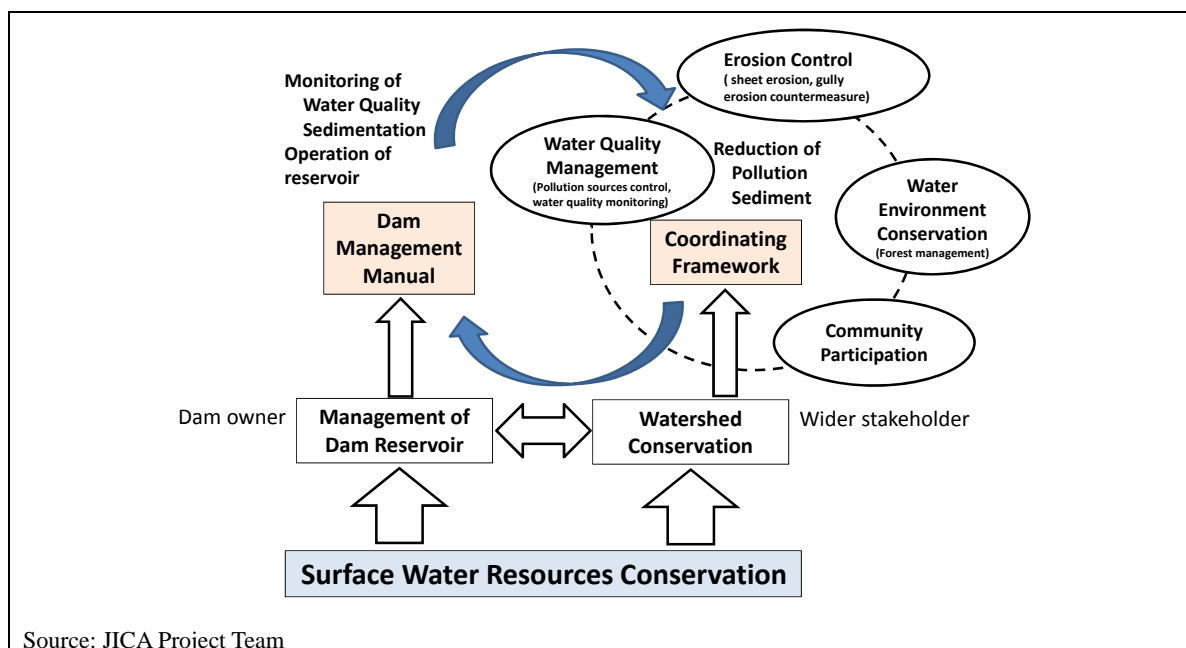 Erosion Control
( sheet erosion, gully
erosion countermeasure)
Monitoring of
Water Quality
Sedimentation
Operation of
reservoir
Water Quality
Management
(Pollution sources control,
water quality monitoring)
Reduction of
Pollution
Sediment
Water
Environment
Conservation
(Forest management)
Dam
Management
Manual
Coordinating
Framework
Community
Participation
Dam owner
Management of
Dam Reservoir
Watershed
Conservation
Wider stakeholder
Surface Water Resources Conservation
Source: JICA Project Team